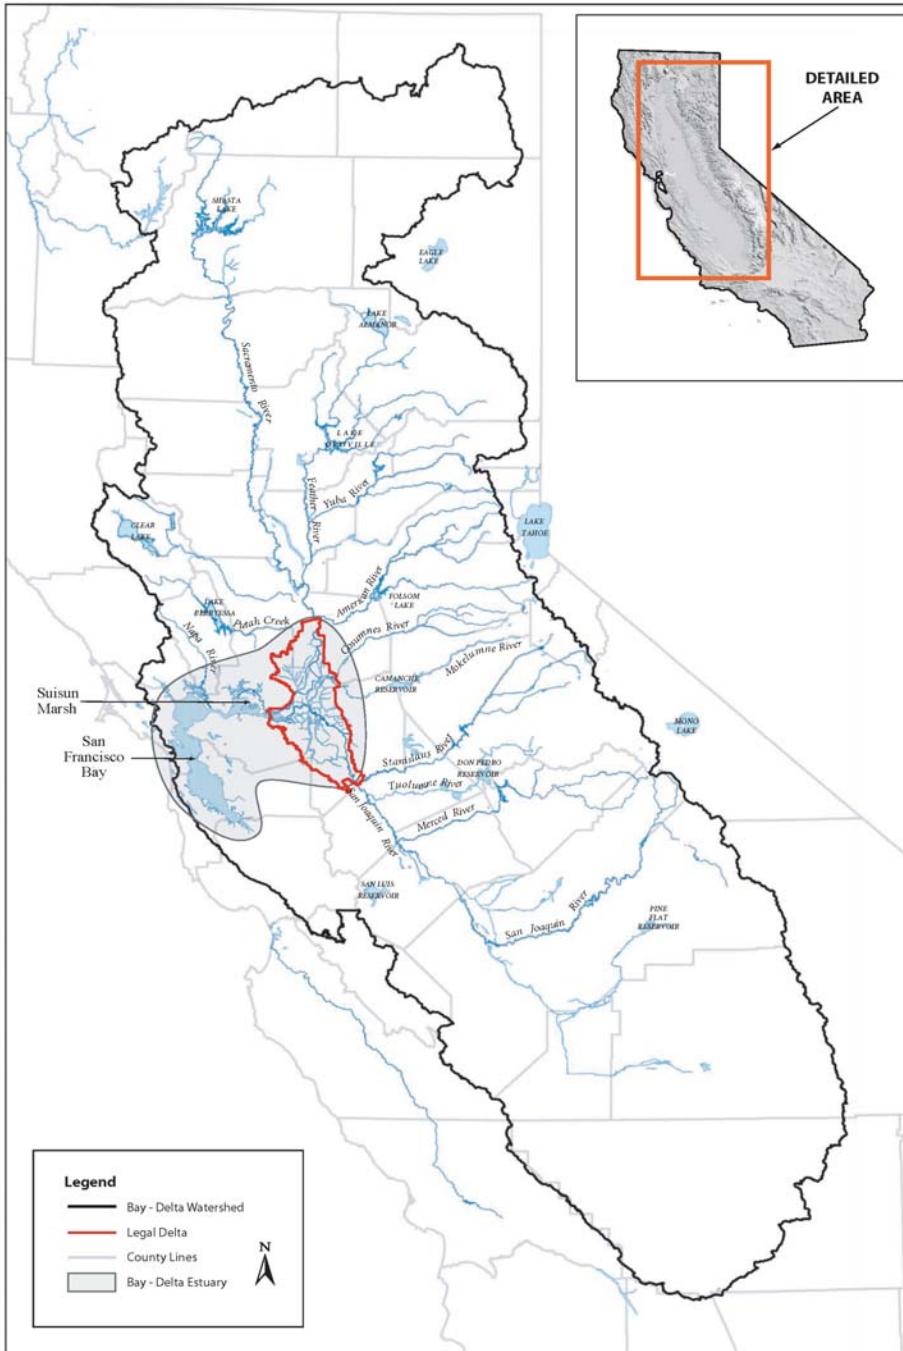 DETAILED
AREA
SHASTA
LAKE
EAGLE
LAKE
LAKE
ALMANOR
Sacramento River
LAKE
OROVILLE
Feather River
Yuba River
CLEAR
LAKE
LAKE
TAHOE
American River
FOLSOM
LAKE
LAKE
BERRYESSA
Putah Creek
Napa River
Cosumnes River
Mokelumne River
CAMANCHE
RESERVOIR
Suisun
Marsh
San
Francisco
Bay
MONO
LAKE
Stanislaus River
DON PEDRO
RESERVOIR
Tuolumne River
Merced River
San Joaquin River
SAN LUIS
RESERVOIR
San Joaquin River
PINE
FLAT
RESERVOIR
Legend
Bay - Delta Watershed
Legal Delta
County Lines
Bay - Delta Estuary
N